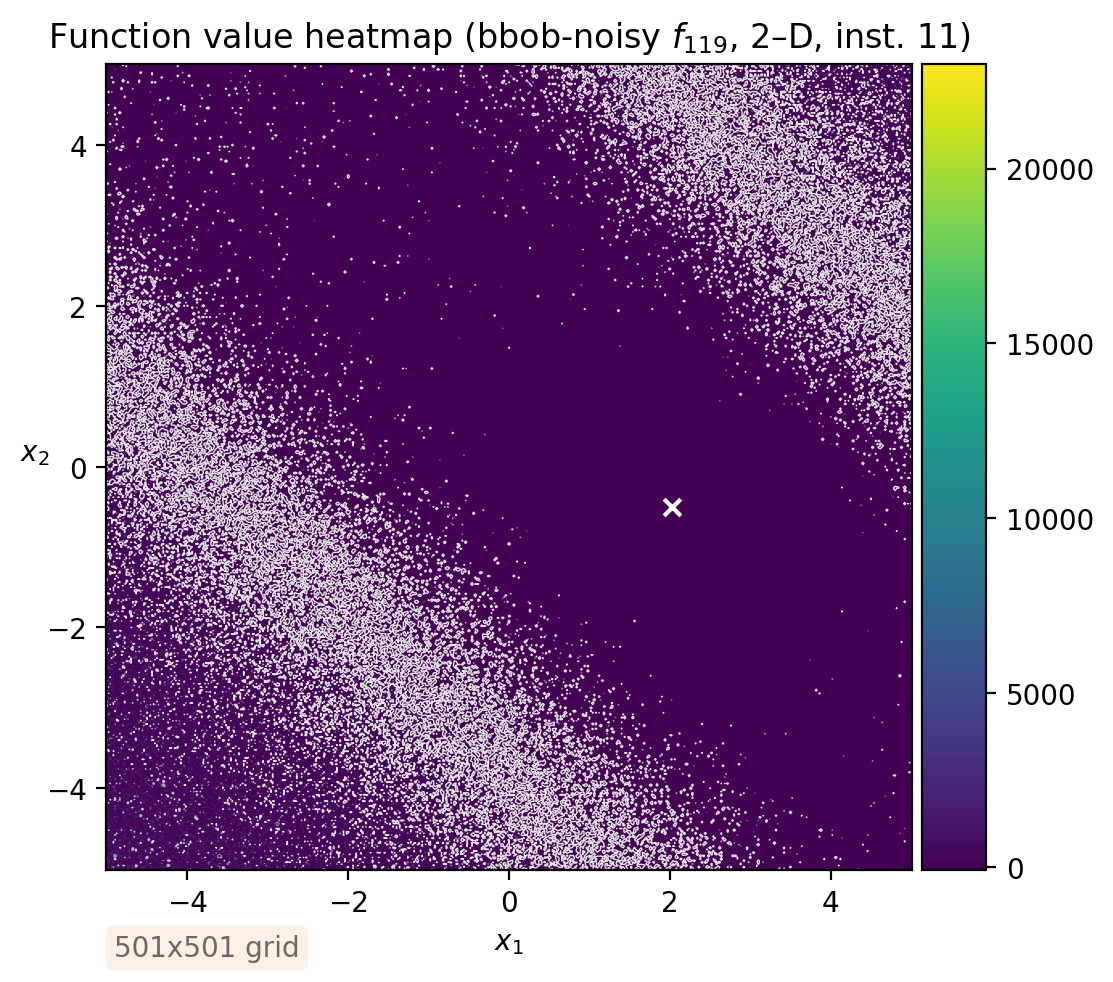 Function value heatmap (bbob-noisy f119, 2–D, inst. 11)
4
2
0
−2
−4
x2
−4 −2 0 2 4
x1
20000
15000
10000
5000
0
501x501 grid